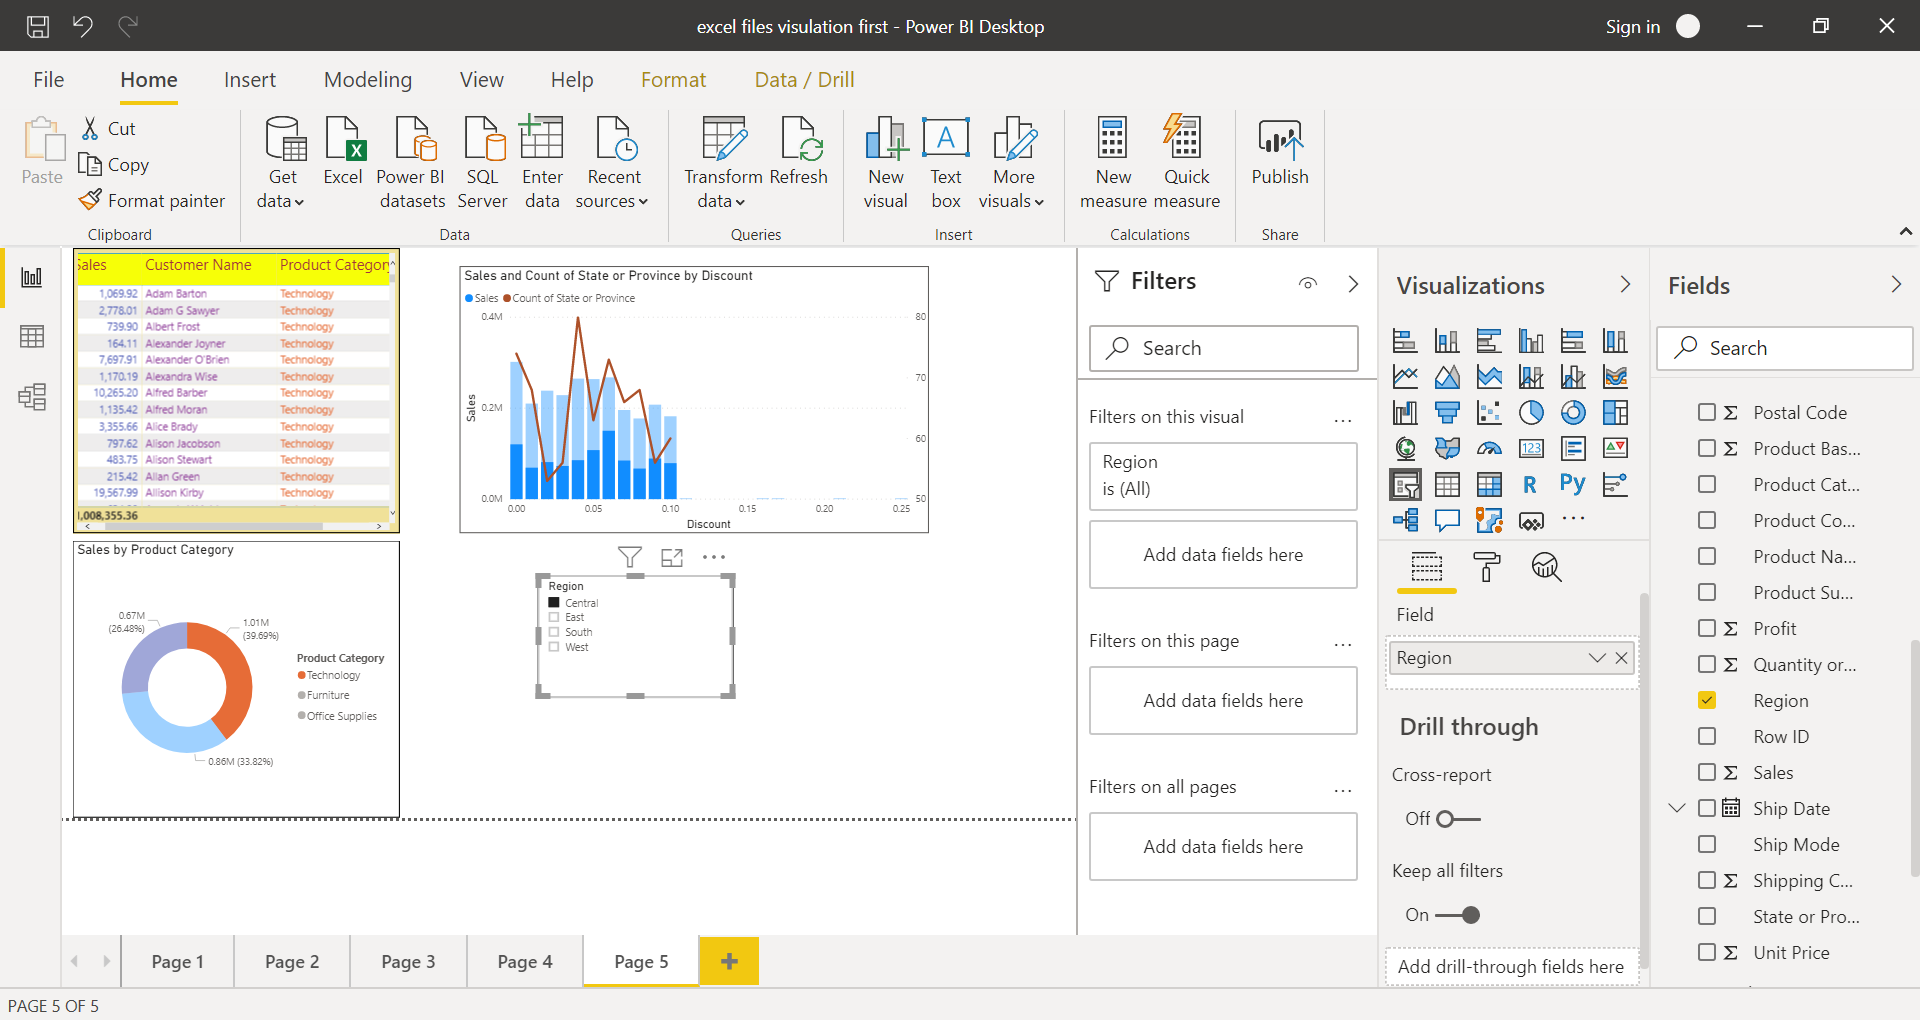 excel files visulation first - Power BI Desktop
Sign in
File Home Insert Modeling View Help Format Data / Drill
Paste
Cut
Copy
Format painter
Clipboard
Get data
Excel
Power BI datasets
SQL Server
Enter data
Recent sources
Data
Transform data
Refresh
Queries
New visual
Text box
More visuals
Insert
New measure
Quick measure
Calculations
Publish
Share
Sales Customer Name Product Category
1,069.92 Adam Barton Technology
2,778.01 Adam G Sawyer Technology
739.90 Albert Frost Technology
164.11 Alexander Joyner Technology
7,697.91 Alexander O'Brien Technology
1,170.19 Alexandra Wise Technology
10,265.20 Alfred Barber Technology
1,135.42 Alfred Moran Technology
3,355.66 Alice Brady Technology
797.62 Alison Jacobson Technology
483.75 Alison Stewart Technology
215.42 Allan Green Technology
19,567.99 Allison Kirby Technology
1,008,355.36
Sales and Count of State or Province by Discount
Sales Count of State or Province
0.4M
0.2M
0.0M
Sales
80
70
60
50
0.00 0.05 0.10 0.15 0.20 0.25
Discount
Sales by Product Category
0.67M
(26.48%)
1.01M
(39.69%)
0.86M (33.82%)
Product Category
Technology
Furniture
Office Supplies
Region
Central
East
South
West
Filters
Search
Filters on this visual ...
Region
is (All)
Add data fields here
Filters on this page ...
Add data fields here
Filters on all pages ...
Add data fields here
Visualizations
123
R
Py
...
Field
Region
Drill through
Cross-report
Off
Keep all filters
On
Add drill-through fields here
Fields
Search
Σ Postal Code
Σ Product Bas...
Product Cat...
Product Co...
Product Na...
Product Su...
Σ Profit
Σ Quantity or...
Region
Row ID
Σ Sales
Ship Date
Ship Mode
Σ Shipping C...
State or Pro...
Σ Unit Price
Page 1
Page 2
Page 3
Page 4
Page 5
+
PAGE 5 OF 5